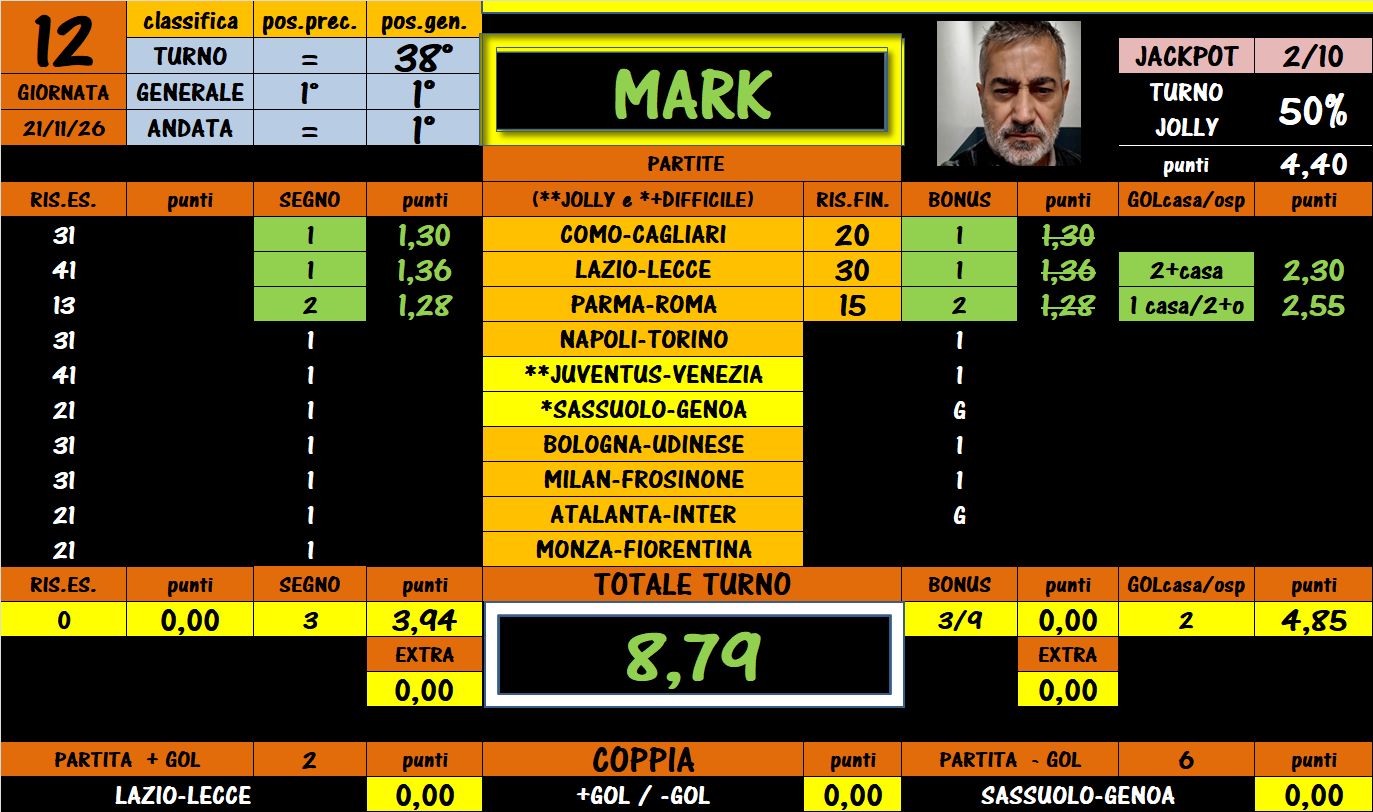 12 classifica pos.prec. pos.gen.
TURNO = 38°
GIORNATA GENERALE 1° 1°
21/11/26 ANDATA = 1°
MARK
JACKPOT 2/10
TURNO JOLLY 50%
PARTITE punti 4,40
RIS.ES. punti SEGNO punti (**JOLLY e *+DIFFICILE) RIS.FIN. BONUS punti GOLcasa/osp punti
31 1 1,30 COMO-CAGLIARI 20 1 1,30
41 1 1,36 LAZIO-LECCE 30 1 1,36 2+casa 2,30
13 2 1,28 PARMA-ROMA 15 2 1,28 1 casa/2+o 2,55
31 1 NAPOLI-TORINO 1
41 1 **JUVENTUS-VENEZIA 1
21 1 *SASSUOLO-GENOA G
31 1 BOLOGNA-UDINESE 1
31 1 MILAN-FROSINONE 1
21 1 ATALANTA-INTER G
21 1 MONZA-FIORENTINA
RIS.ES. punti SEGNO punti TOTALE TURNO BONUS punti GOLcasa/osp punti
0 0,00 3 3,94 8,79 3/9 0,00 2 4,85
EXTRA EXTRA
0,00 0,00
PARTITA + GOL 2 punti COPPIA punti PARTITA - GOL 6 punti
LAZIO-LECCE 0,00 +GOL / -GOL 0,00 SASSUOLO-GENOA 0,00